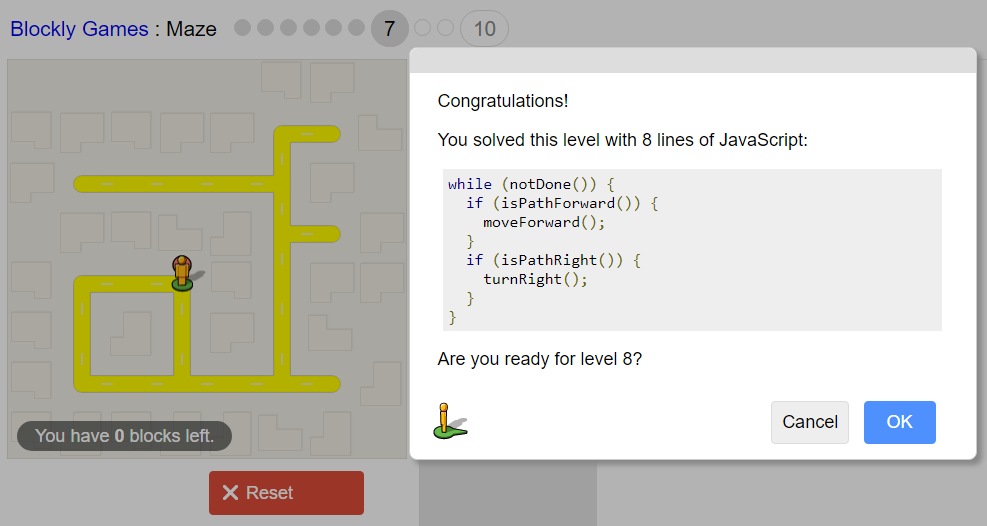 Blockly Games : Maze 7 10
Congratulations!
You solved this level with 8 lines of JavaScript:
while (notDone()) {
  if (isPathForward()) {
    moveForward();
  }
  if (isPathRight()) {
    turnRight();
  }
}
Are you ready for level 8?
Cancel OK
You have 0 blocks left.
Reset